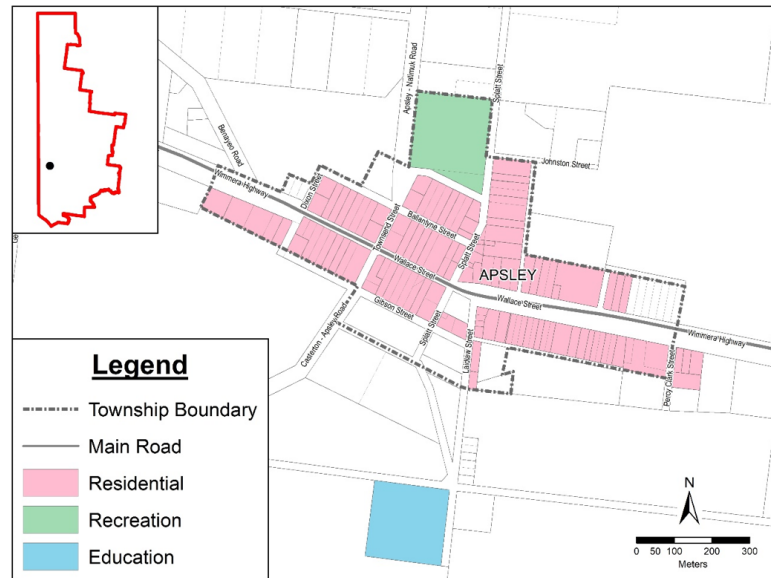 Apsley - Natimuk Road
Splatt Street
Benayeo Road
Johnston Street
Wimmera Highway
Dixon Street
Townsend Street
Ballantyne Street
Splatt Street
Wallace Street
APSLEY
Wallace Street
Gibson Street
Casterton - Apsley Road
Splatt Street
Laidlaw Street
Wimmera Highway
Percy Clark Street
Legend
Township Boundary
Main Road
Residential
Recreation
Education
N
0 50 100 200 300
Meters